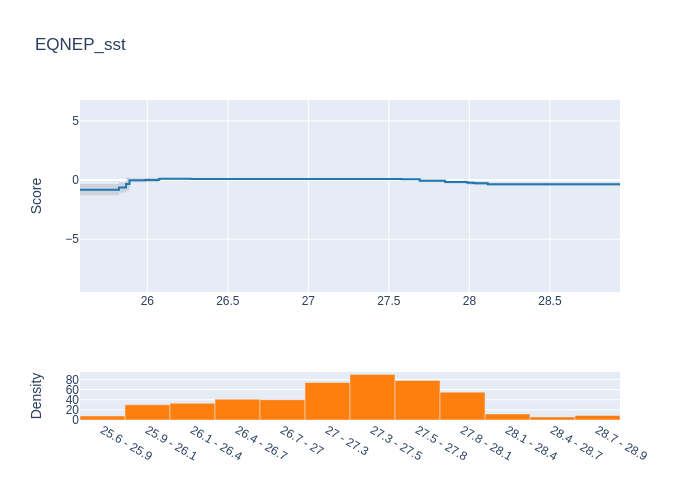 EQNEP_sst
Score
5
0
−5
26
26.5
27
27.5
28
28.5
Density
80
60
40
20
0
25.6 - 25.9
25.9 - 26.1
26.1 - 26.4
26.4 - 26.7
26.7 - 27
27 - 27.3
27.3 - 27.5
27.5 - 27.8
27.8 - 28.1
28.1 - 28.4
28.4 - 28.7
28.7 - 28.9